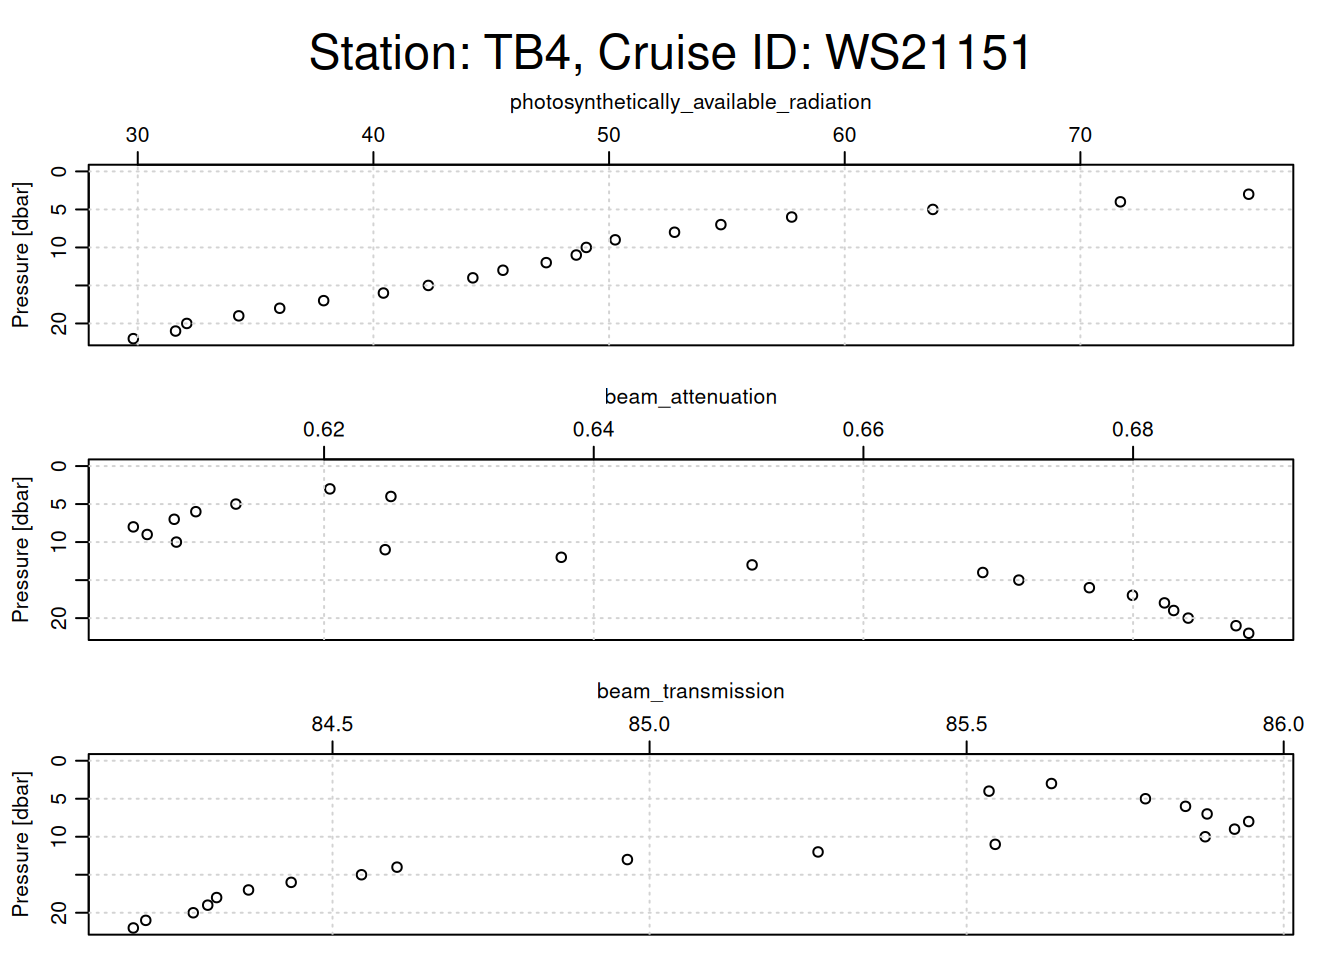 Station: TB4, Cruise ID: WS21151
photosynthetically_available_radiation
30 40 50 60 70
Pressure [dbar]
0
5
10
20
beam_attenuation
0.62 0.64 0.66 0.68
Pressure [dbar]
0
5
10
20
beam_transmission
84.5 85.0 85.5 86.0
Pressure [dbar]
0
5
10
20